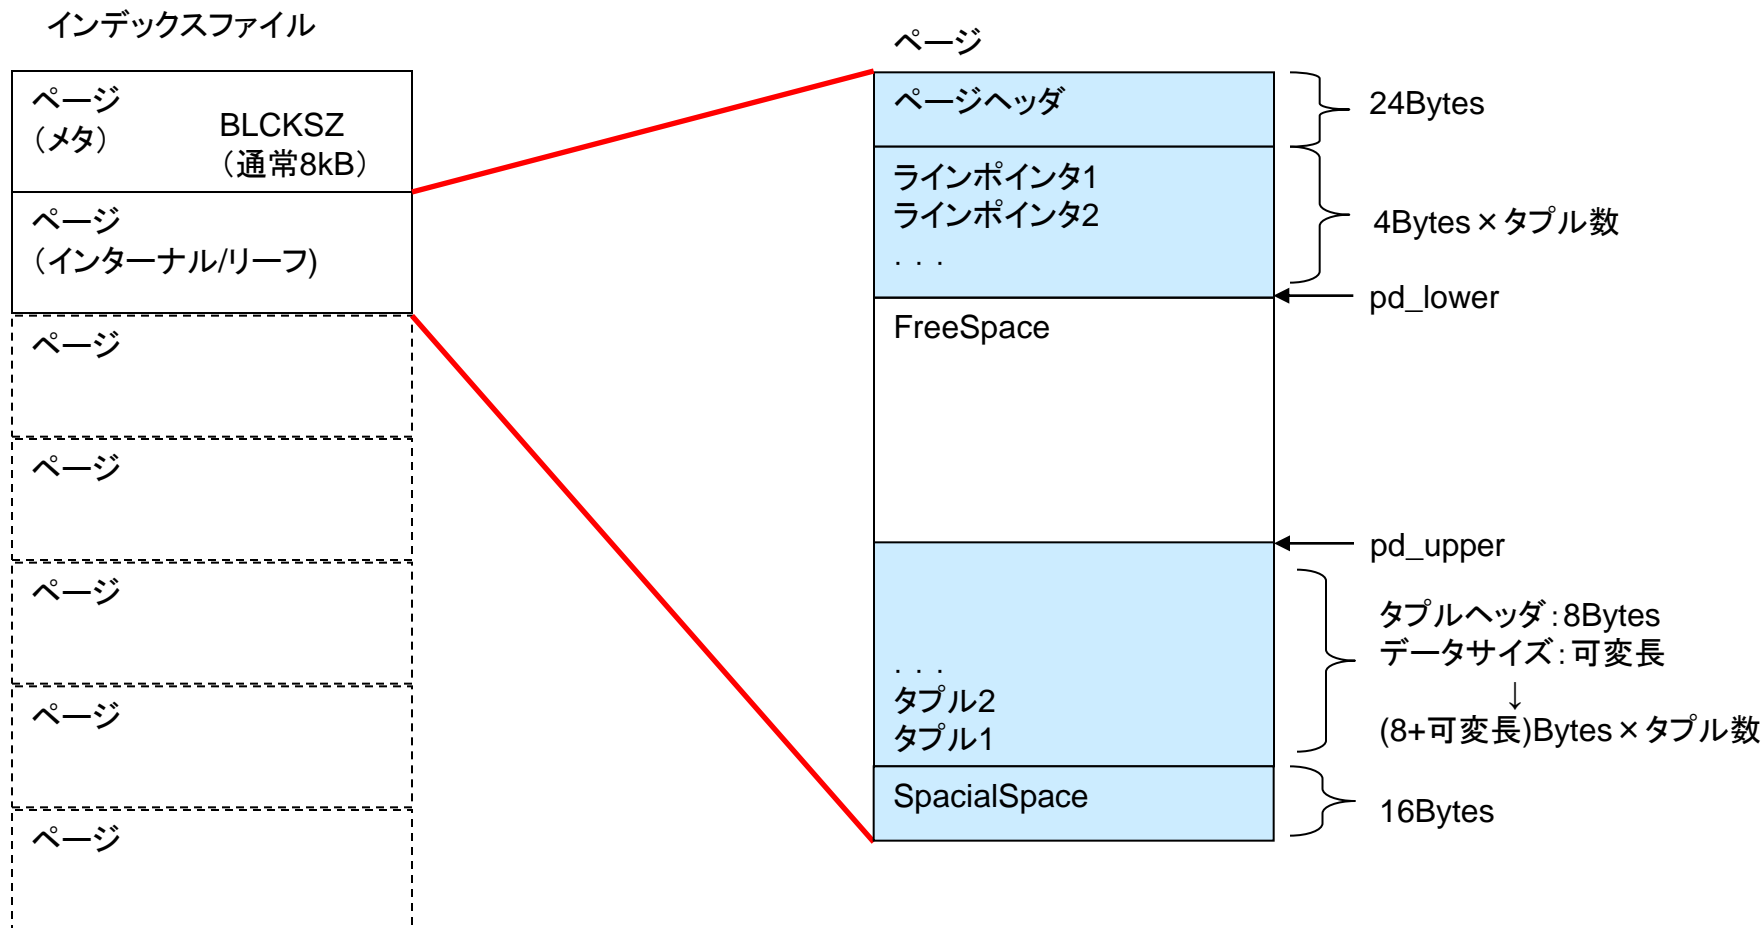 インデックスファイル
ページ
（メタ）
BLCKSZ
（通常8kB）
ページ
（インターナル/リーフ)
ページ
ページ
ページ
ページ
ページ
ページ
ページヘッダ
24Bytes
ラインポインタ1
ラインポインタ2
. . .
4Bytes×タプル数
pd_lower
FreeSpace
pd_upper
. . .
タプル2
タプル1
タプルヘッダ：8Bytes
データサイズ：可変長
↓
(8+可変長)Bytes×タプル数
SpacialSpace
16Bytes